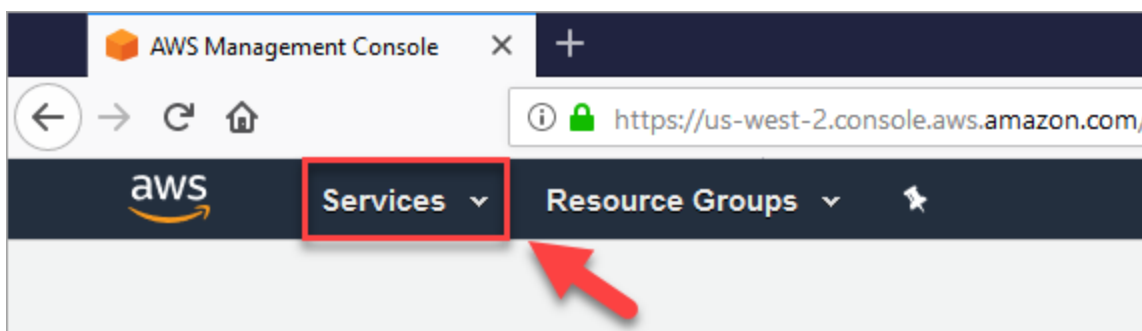 AWS Management Console
https://us-west-2.console.aws.amazon.com/
aws Services Resource Groups